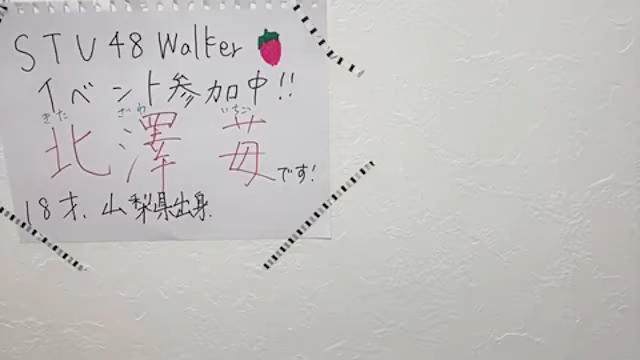 STU48 Walker
イベント参加中!!
きた ざわ いちご
北澤 苺です!
18才、山梨県出身.